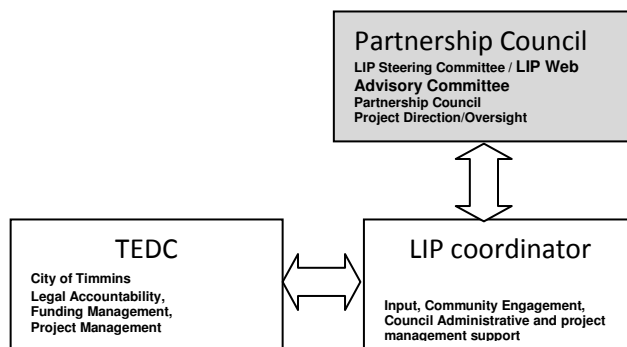 Partnership Council
LIP Steering Committee / LIP Web
Advisory Committee
Partnership Council
Project Direction/Oversight
TEDC
City of Timmins
Legal Accountability,
Funding Management,
Project Management
LIP coordinator
Input, Community Engagement,
Council Administrative and project
management support